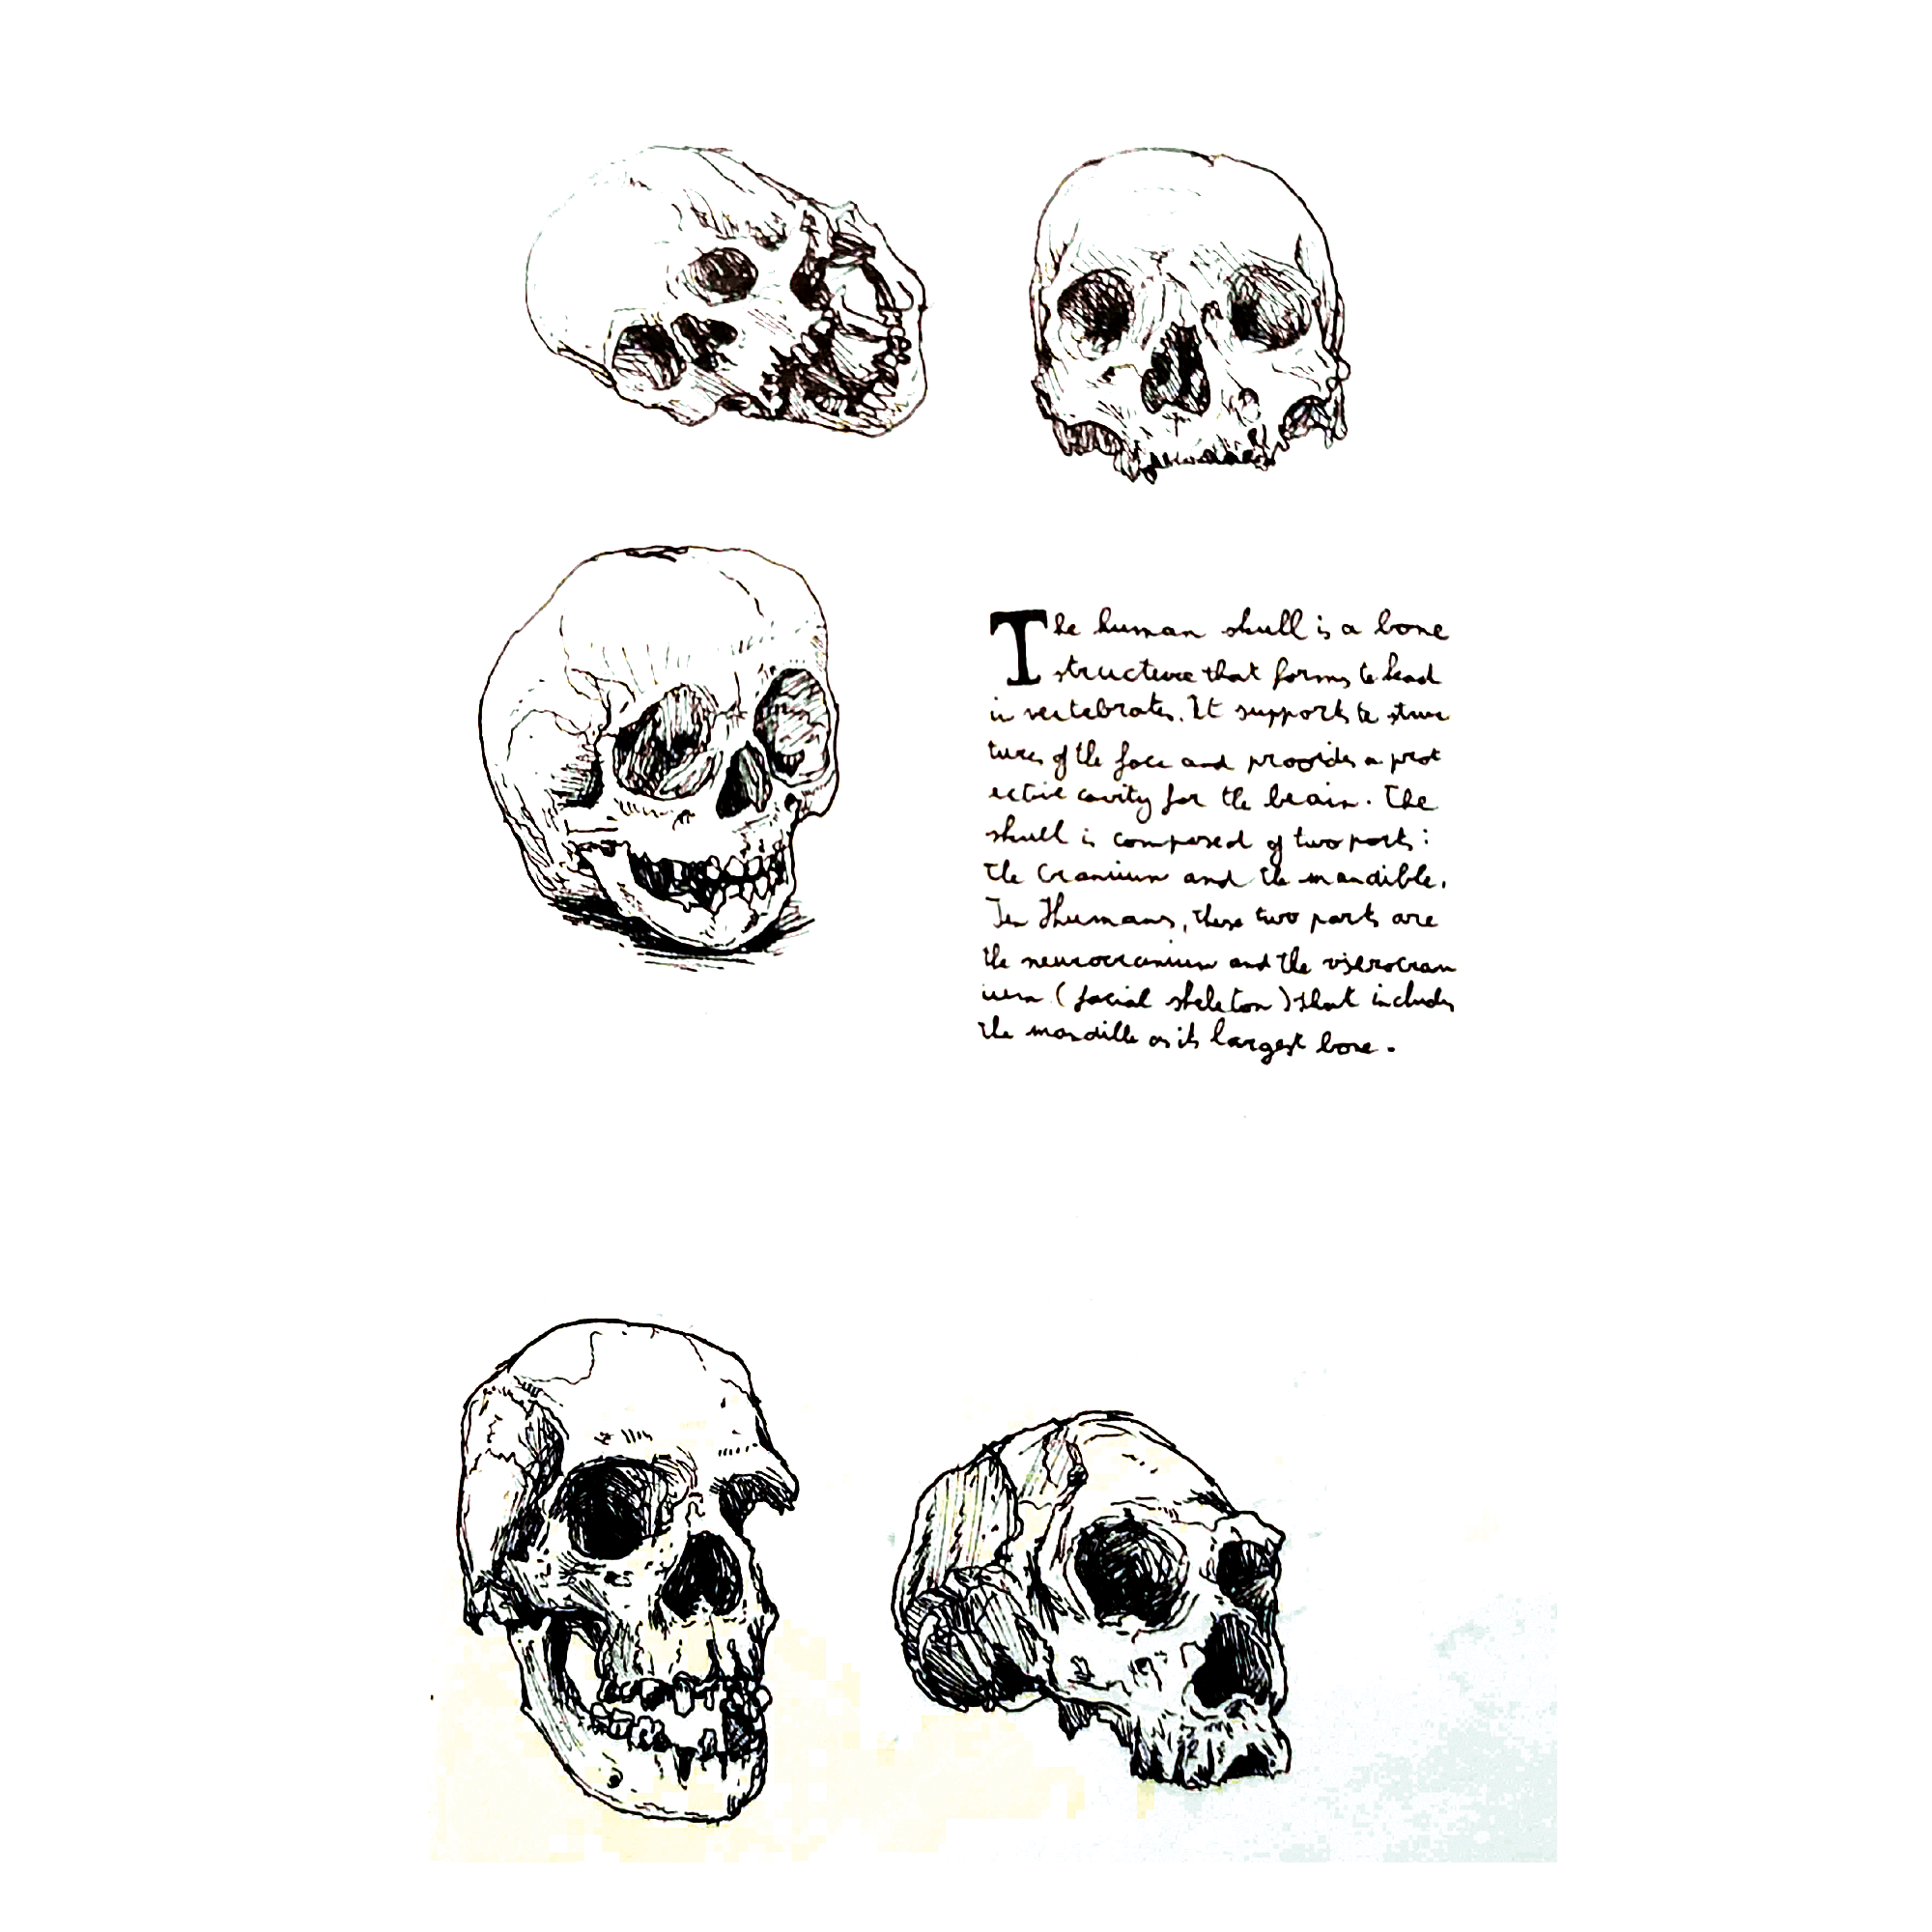 The human skull is a bone
structure that forms te head
in vertebrates. It supports te struc
tures of the face and provides a prot
ective cavity for the brain. The
skull is composed of two parts:
the cranium and the mandible.
In Humans, these two parts are
the neurocranium and the viserocran
ium (facial skeleton) that includes
the mandible as its largest bone.